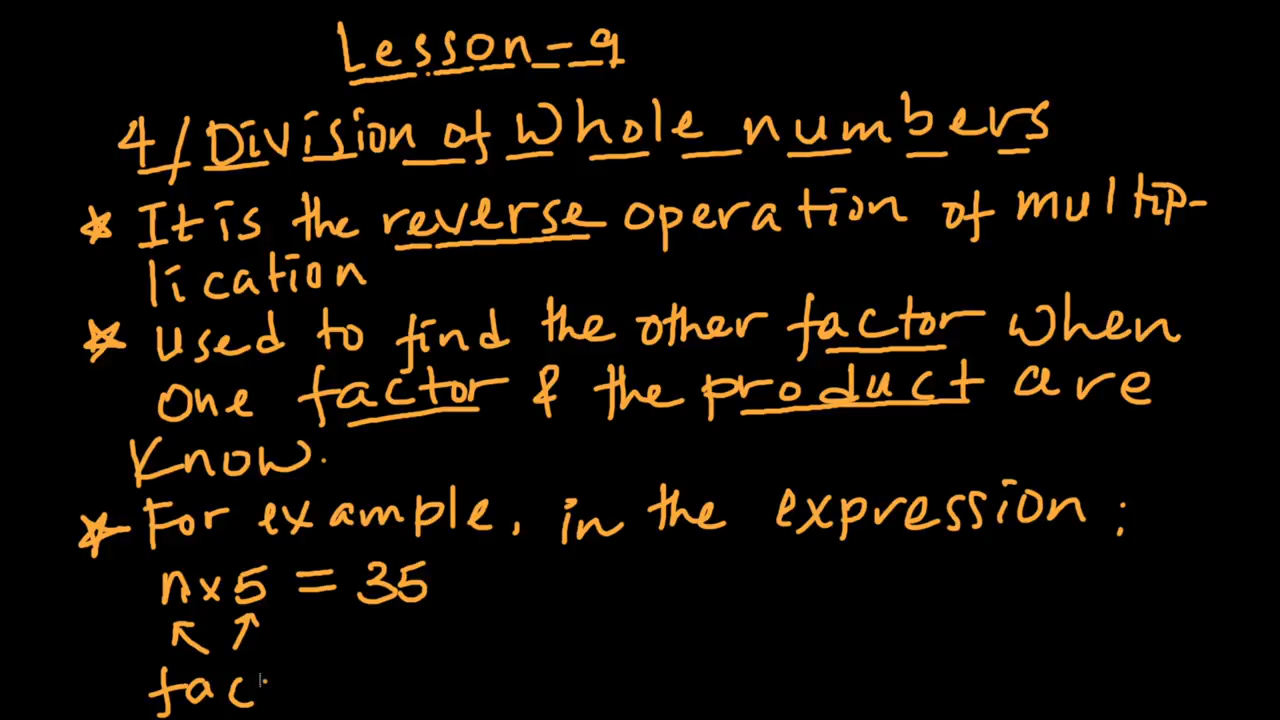 Lesson-9
4/Division of Whole numbers
* It is the reverse operation of multip-
lication
* Used to find the other factor when
one factor & the product are
Know.
* For example, in the expression;
n x 5 = 35
↖ ↗
fac